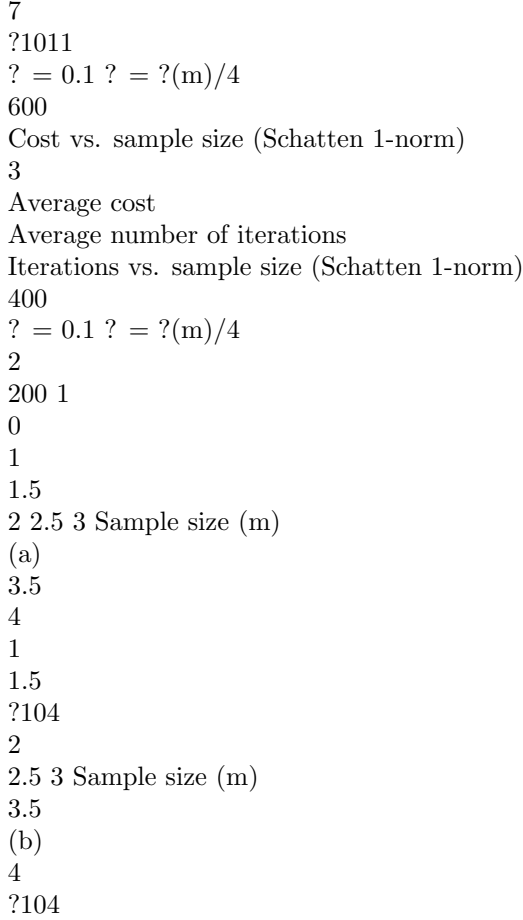 7
?1011
? = 0.1 ? = ?(m)/4
600
Cost vs. sample size (Schatten 1-norm)
3
Average cost
Average number of iterations
Iterations vs. sample size (Schatten 1-norm)
400
? = 0.1 ? = ?(m)/4
2
200 1
0
1
1.5
2 2.5 3 Sample size (m)
(a)
3.5
4
1
1.5
?104
2
2.5 3 Sample size (m)
3.5
(b)
4
?104